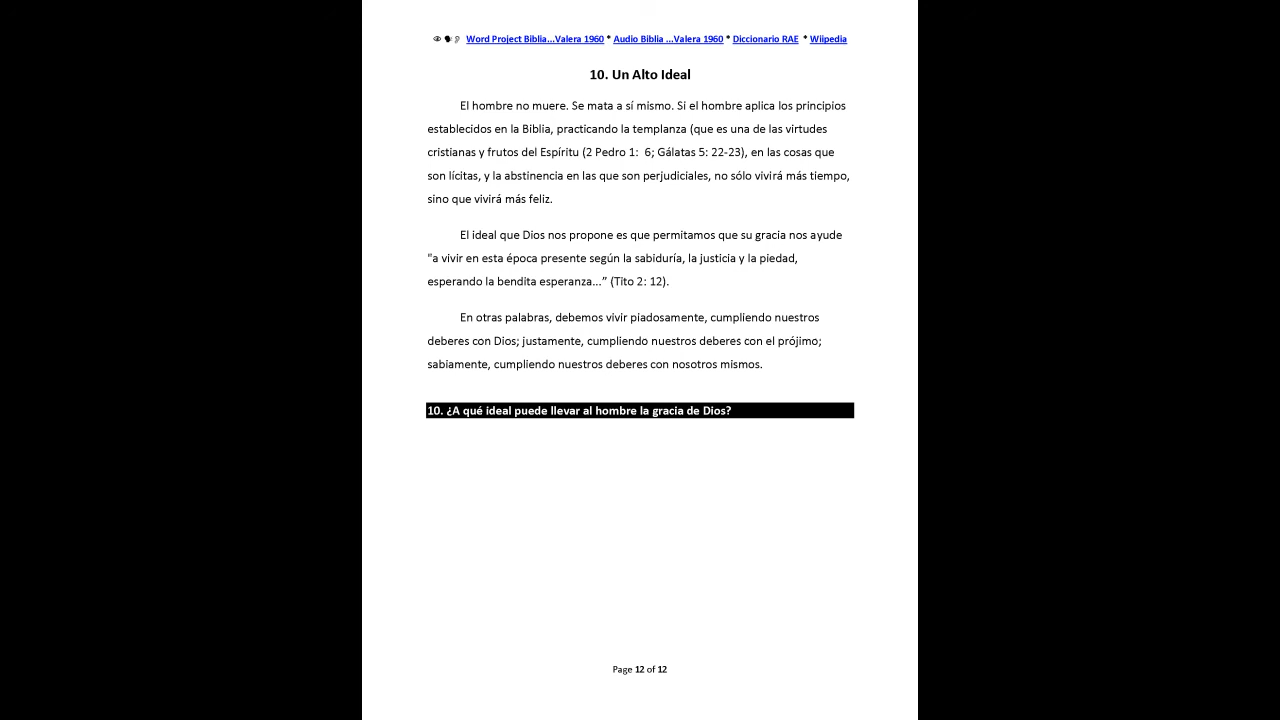 👁 🗣 👂 Word Project Biblia...Valera 1960 * Audio Biblia ...Valera 1960 * Diccionario RAE * Wiipedia
10. Un Alto Ideal
El hombre no muere. Se mata a sí mismo. Si el hombre aplica los principios
establecidos en la Biblia, practicando la templanza (que es una de las virtudes
cristianas y frutos del Espíritu (2 Pedro 1:  6; Gálatas 5: 22-23), en las cosas que
son lícitas, y la abstinencia en las que son perjudiciales, no sólo vivirá más tiempo,
sino que vivirá más feliz.
El ideal que Dios nos propone es que permitamos que su gracia nos ayude
"a vivir en esta época presente según la sabiduría, la justicia y la piedad,
esperando la bendita esperanza...” (Tito 2: 12).
En otras palabras, debemos vivir piadosamente, cumpliendo nuestros
deberes con Dios; justamente, cumpliendo nuestros deberes con el prójimo;
sabiamente, cumpliendo nuestros deberes con nosotros mismos.
10. ¿A qué ideal puede llevar al hombre la gracia de Dios?
Page 12 of 12